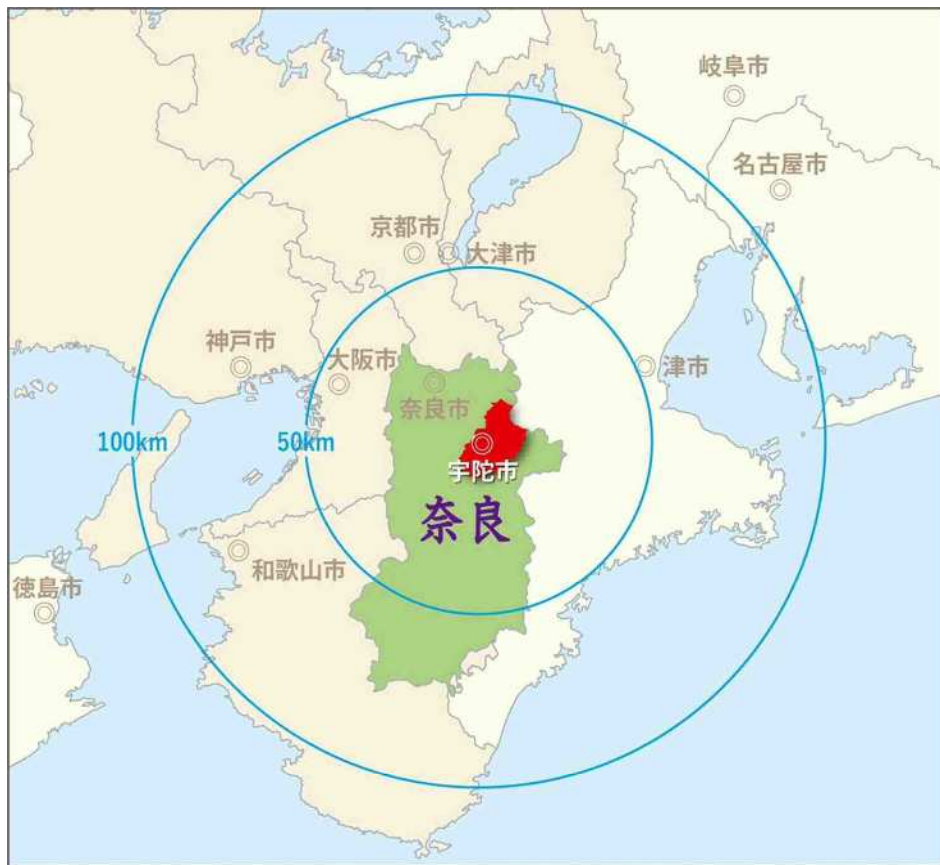 岐阜市
名古屋市
京都市
大津市
神戸市
大阪市
津市
奈良市
100km
50km
宇陀市
奈良
和歌山市
徳島市